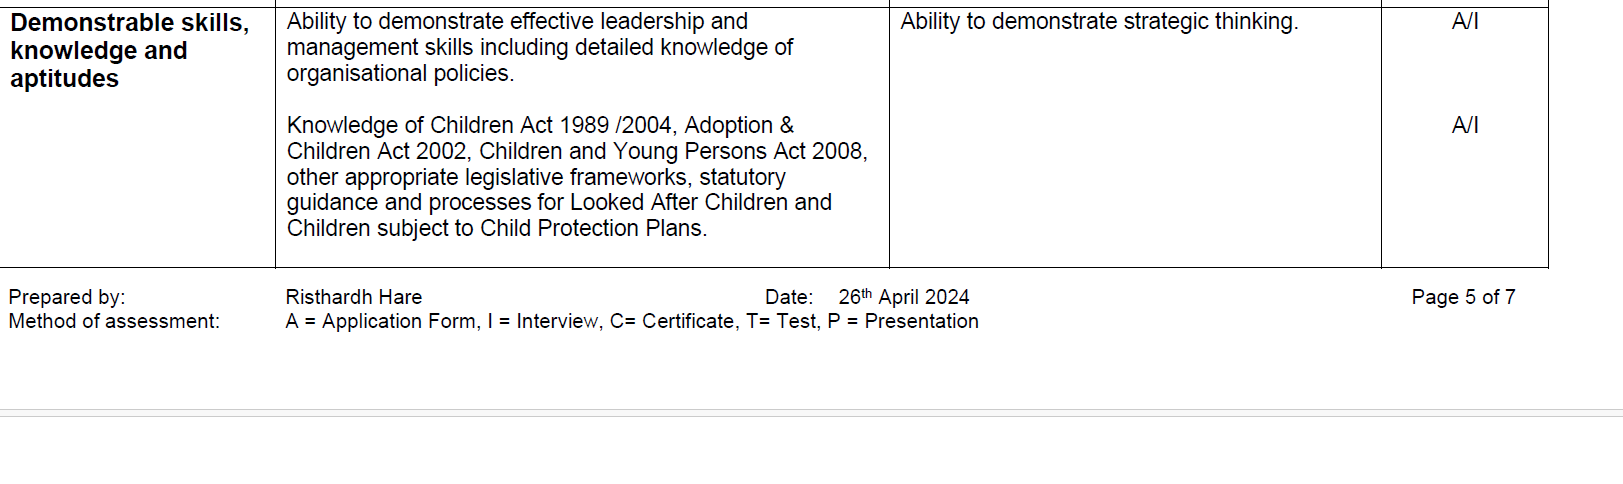 Demonstrable skills,
knowledge and
aptitudes
Ability to demonstrate effective leadership and
management skills including detailed knowledge of
organisational policies.
Knowledge of Children Act 1989 /2004, Adoption &
Children Act 2002, Children and Young Persons Act 2008,
other appropriate legislative frameworks, statutory
guidance and processes for Looked After Children and
Children subject to Child Protection Plans.
Ability to demonstrate strategic thinking.
A/I
A/I
Prepared by: Risthardh Hare Date: 26th April 2024 Page 5 of 7
Method of assessment: A = Application Form, I = Interview, C= Certificate, T= Test, P = Presentation